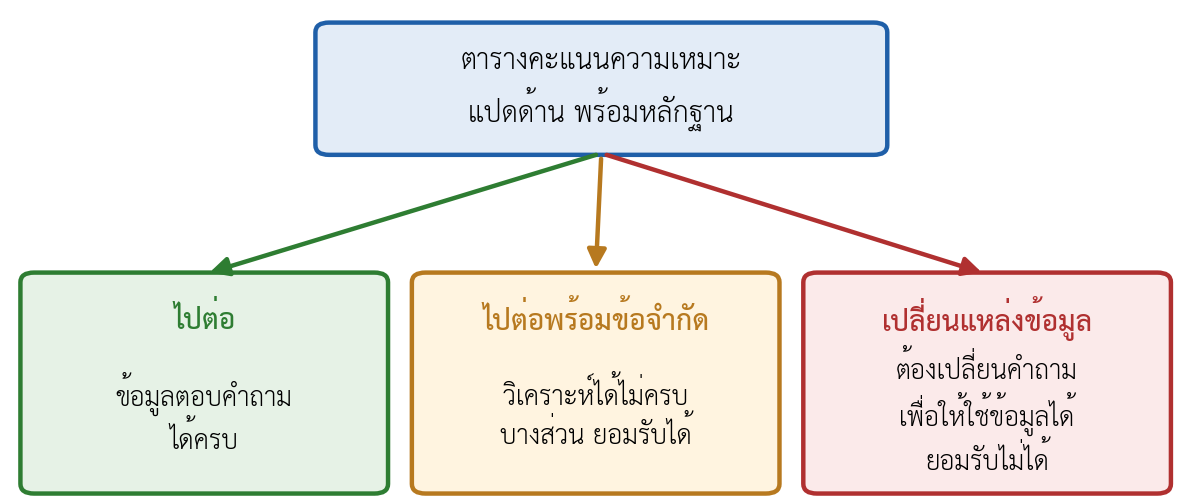 ตารางคะแนนความเหมาะ
แปดด้าน พร้อมหลักฐาน
ไปต่อ
ข้อมูลตอบคำถาม
ได้ครบ
ไปต่อพร้อมข้อจำกัด
วิเคราะห์ได้ไม่ครบ
บางส่วน ยอมรับได้
เปลี่ยนแหล่งข้อมูล
ต้องเปลี่ยนคำถาม
เพื่อให้ใช้ข้อมูลได้
ยอมรับไม่ได้